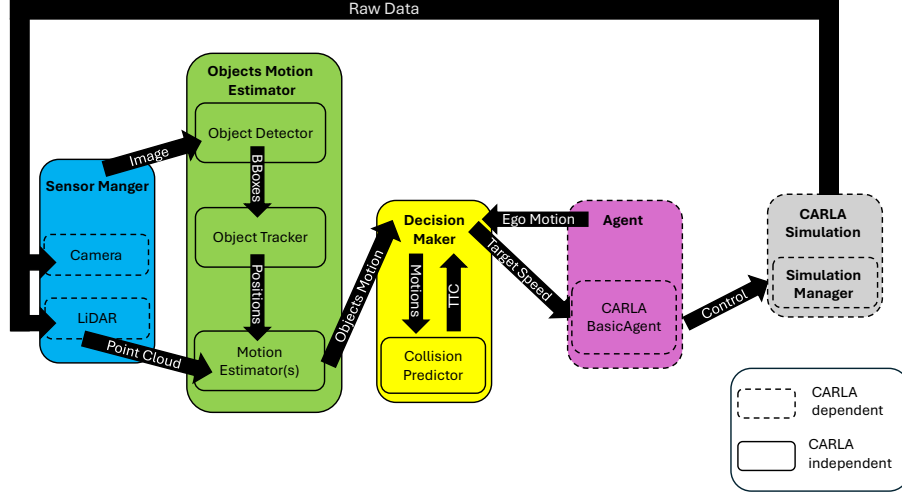 Raw Data
Objects Motion
Estimator
Object Detector
Image
BBoxes
Sensor Manger
Camera
LiDAR
Point Cloud
Object Tracker
Positions
Motion
Estimator(s)
Objects Motion
Decision
Maker
Motions
TTC
Collision
Predictor
Ego Motion
Target Speed
Agent
CARLA
BasicAgent
Control
CARLA
Simulation
Simulation
Manager
CARLA
dependent
CARLA
independent